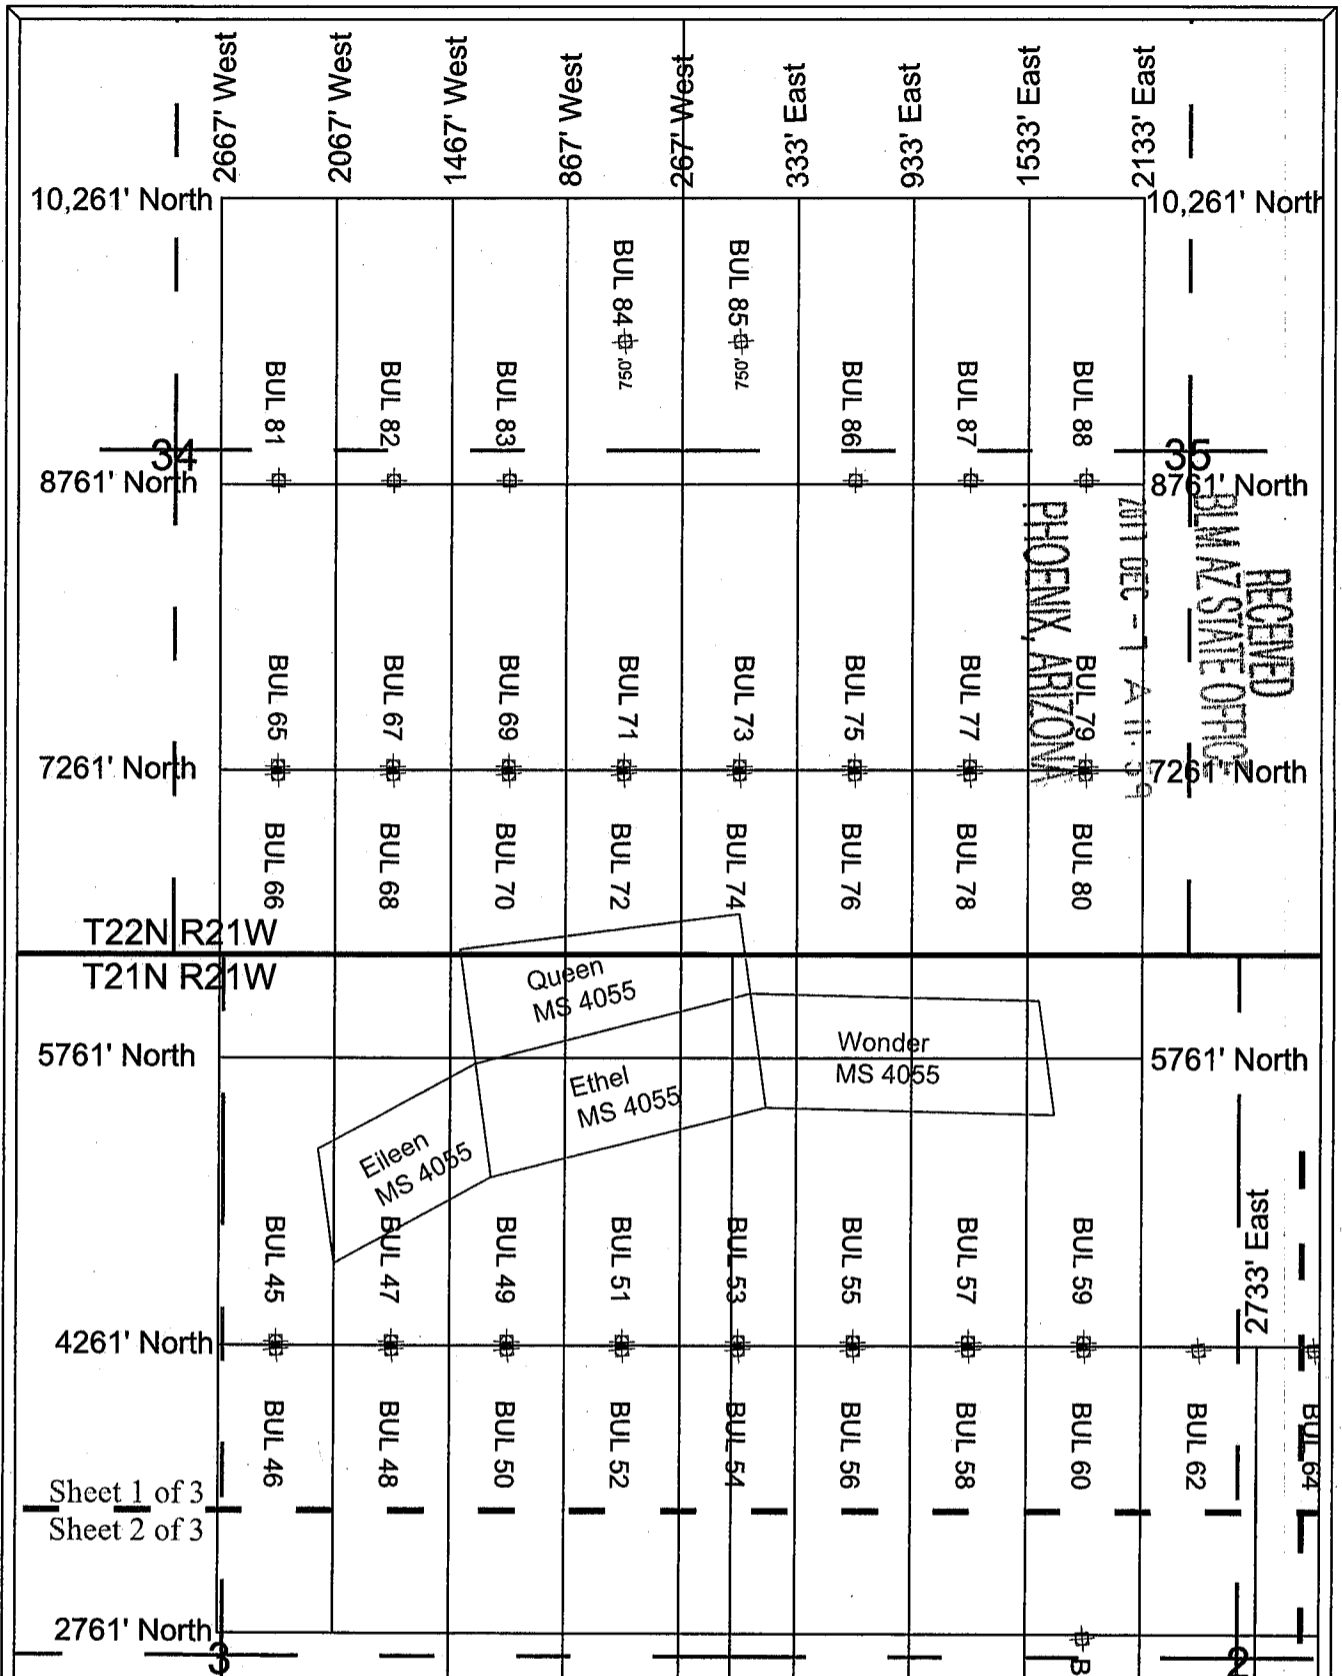 2667' West
2067' West
1467' West
867' West
267' West
333' East
933' East
1533' East
2133' East
10,261' North
10,261' North
BUL 84
750'
BUL 85
750'
BUL 81
BUL 82
BUL 83
BUL 86
BUL 87
BUL 88
34
35
8761' North
8761' North
RECEIVED
BLM AZ STATE OFFICE
2017 DEC -7 A 11:59
PHOENIX, ARIZONA
BUL 65
BUL 67
BUL 69
BUL 71
BUL 73
BUL 75
BUL 77
BUL 79
7261' North
7261' North
BUL 66
BUL 68
BUL 70
BUL 72
BUL 74
BUL 76
BUL 78
BUL 80
T22N R21W
T21N R21W
Queen
MS 4055
5761' North
Wonder
MS 4055
5761' North
Ethel
MS 4055
Eileen
MS 4055
2733' East
BUL 45
BUL 47
BUL 49
BUL 51
BUL 53
BUL 55
BUL 57
BUL 59
4261' North
BUL 46
BUL 48
BUL 50
BUL 52
BUL 54
BUL 56
BUL 58
BUL 60
BUL 62
BUL 64
Sheet 1 of 3
Sheet 2 of 3
2761' North
3
B
2